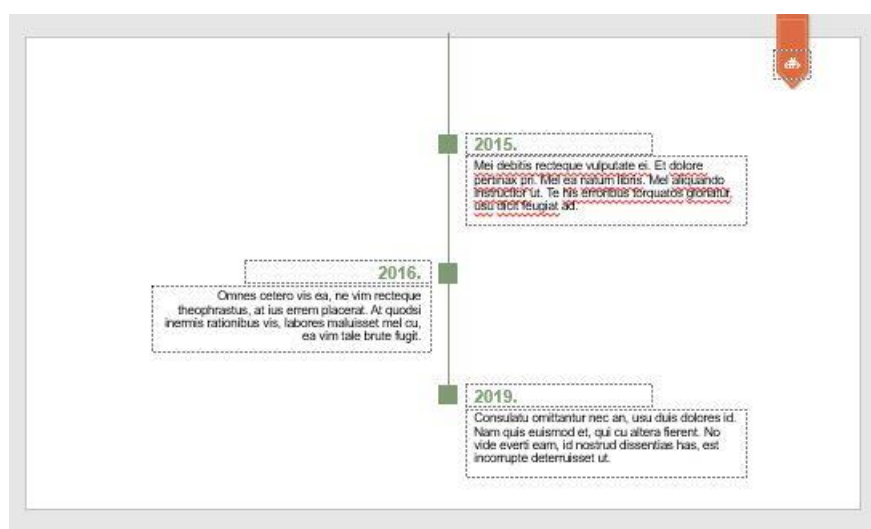 2015.
Mei debitis recteque vulputate ei. Et dolore
pertinax pri. Mel ea natum libris. Mel aliquando
instructior ut. Te his erroribus torquatos gloriatur,
usu dicit feugiat ad.
2016.
Omnes cetero vis ea, ne vim recteque
theophrastus, at ius errem placerat. At quodsi
inermis rationibus vis, labores maluisset mel cu,
ea vim tale brute fugit.
2019.
Consulatu omittantur nec an, usu duis dolores id.
Nam quis euismod et, qui cu altera fierent. No
vide everti eam, id nostrud dissentias has, est
incorrupte deterruisset ut.